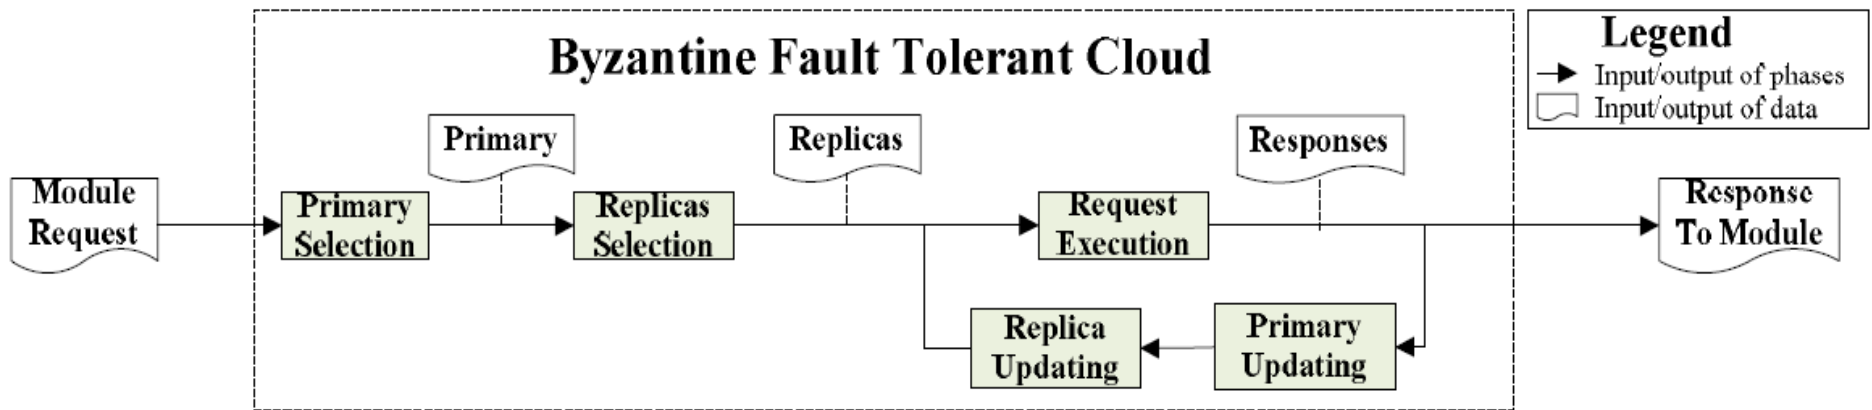 Byzantine Fault Tolerant Cloud
Legend
Input/output of phases
Input/output of data
Primary
Replicas
Responses
Module
Request
Primary
Selection
Replicas
Selection
Request
Execution
Response
To Module
Replica
Updating
Primary
Updating